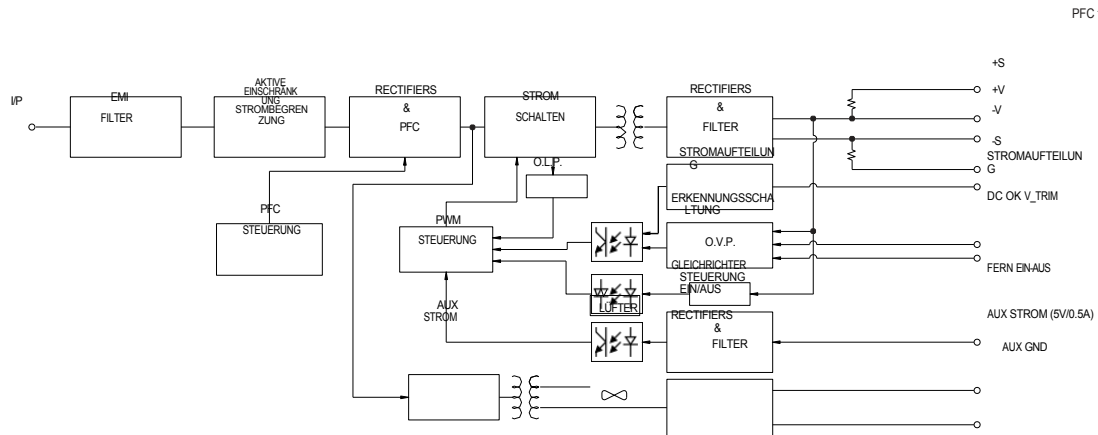 PFC
+S
+V
-V
-S
STROMAUFTEILUN
G
DC OK V_TRIM
FERN EIN-AUS
AUX STROM (5V/0.5A)
AUX GND
I/P
EMI
FILTER
AKTIVE
EINSCHRÄNK
UNG
STROMBEGREN
ZUNG
RECTIFIERS
&
PFC
STROM
SCHALTEN
RECTIFIERS
&
FILTER
O.L.P.
STROMAUFTEILUN
G
ERKENNUNGSSCHA
LTUNG
PFC
STEUERUNG
PWM
STEUERUNG
O.V.P.
GLEICHRICHTER
STEUERUNG
EIN/AUS
LÜFTER
AUX
STROM
RECTIFIERS
&
FILTER